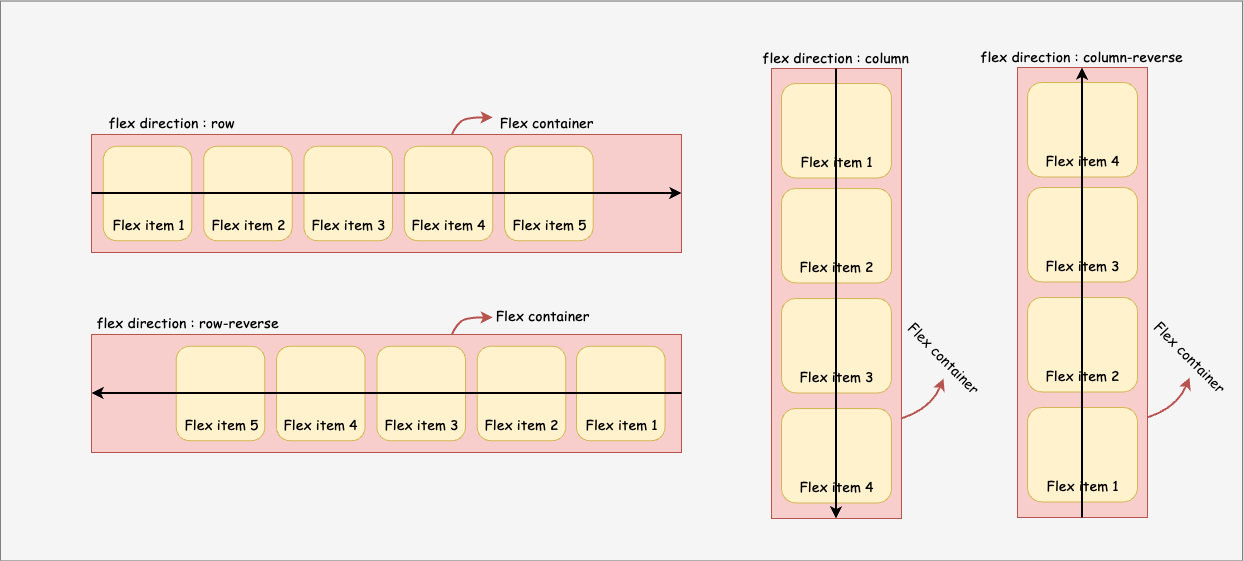 flex direction : row
Flex container
Flex item 1
Flex item 2
Flex item 3
Flex item 4
Flex item 5
flex direction : row-reverse
Flex container
Flex item 5
Flex item 4
Flex item 3
Flex item 2
Flex item 1
flex direction : column
Flex item 1
Flex item 2
Flex item 3
Flex item 4
Flex container
flex direction : column-reverse
Flex item 4
Flex item 3
Flex item 2
Flex item 1
Flex container